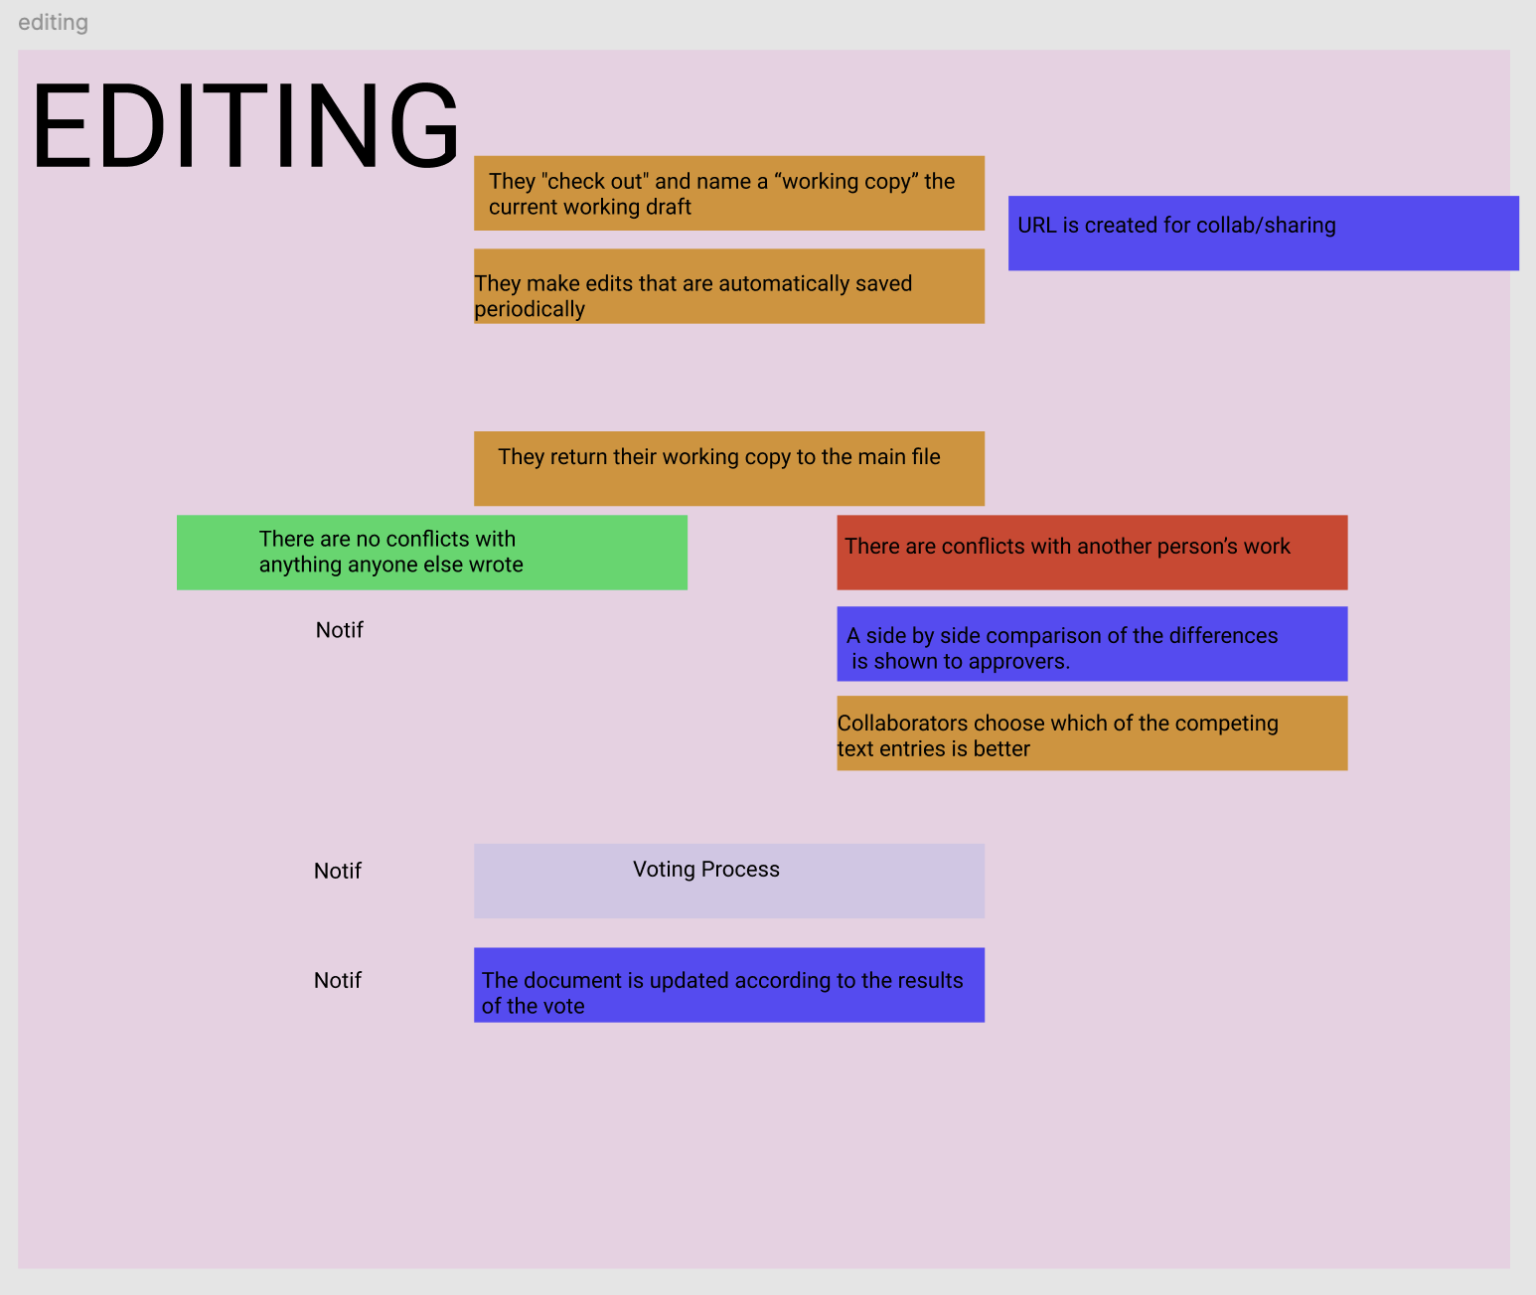 editing
EDITING
They "check out" and name a “working copy” the
current working draft
URL is created for collab/sharing
They make edits that are automatically saved
periodically
They return their working copy to the main file
There are no conflicts with
anything anyone else wrote
There are conflicts with another person’s work
Notif
A side by side comparison of the differences
is shown to approvers.
Collaborators choose which of the competing
text entries is better
Notif
Voting Process
Notif
The document is updated according to the results
of the vote